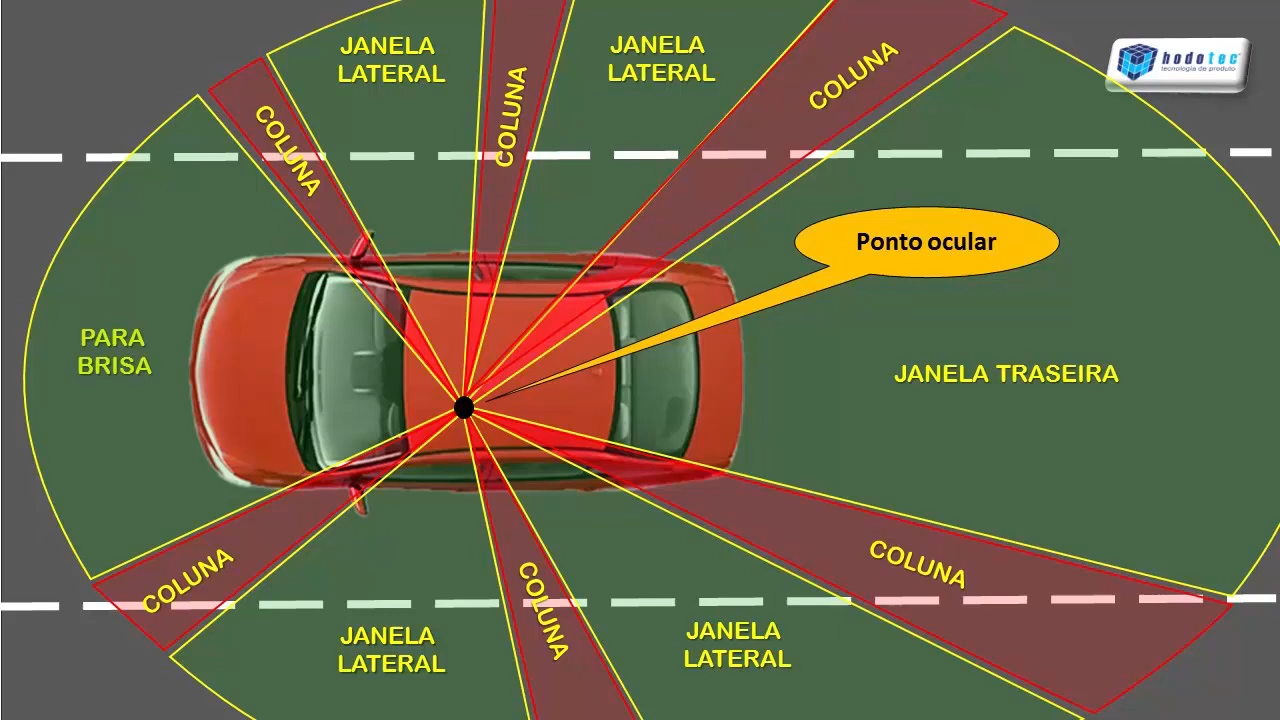 JANELA
LATERAL
JANELA
LATERAL
COLUNA
COLUNA
COLUNA
hodotec
tecnologia de produto
Ponto ocular
PARA
BRISA
JANELA TRASEIRA
COLUNA
COLUNA
COLUNA
JANELA
LATERAL
JANELA
LATERAL